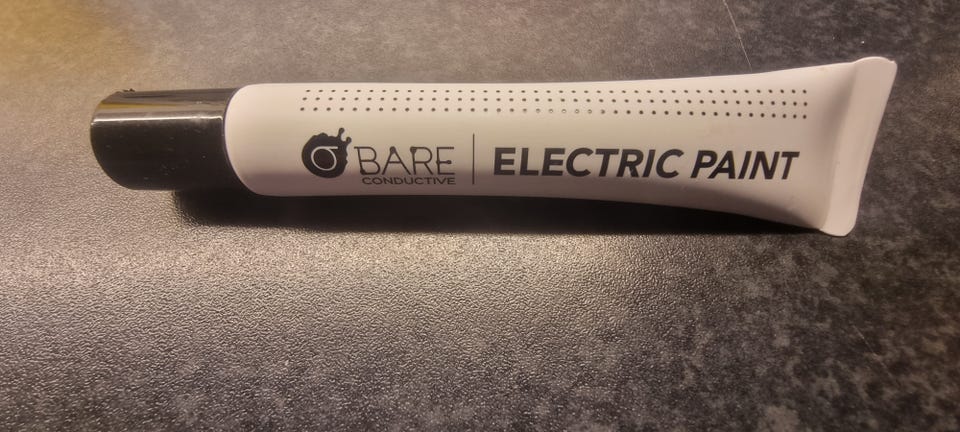 BARE
CONDUCTIVE
ELECTRIC PAINT